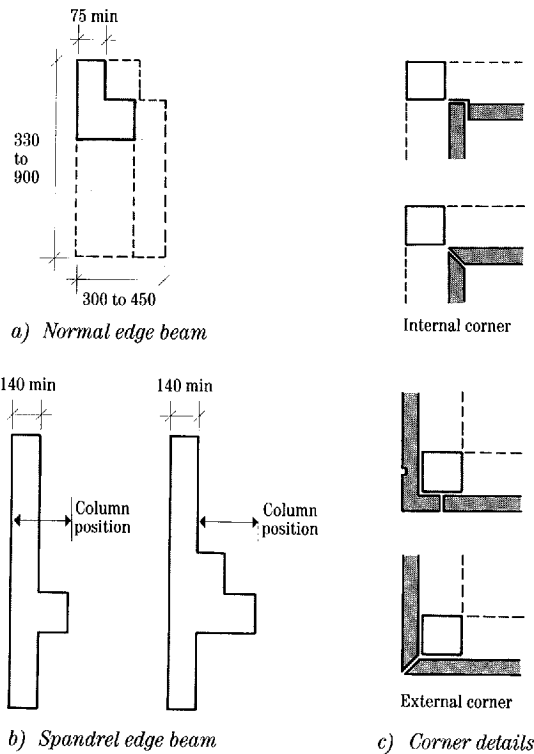 75 min
330
to
900
300 to 450
a) Normal edge beam
Internal corner
140 min
140 min
Column
position
Column
position
b) Spandrel edge beam
External corner
c) Corner details